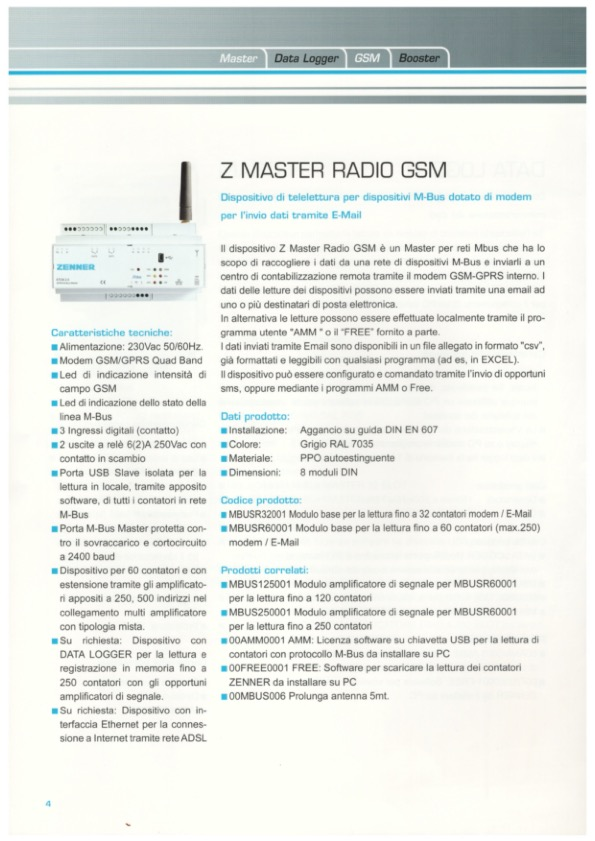 Master Data Logger GSM Booster
Z MASTER RADIO GSM
Dispositivo di telelettura per dispositivi M-Bus dotato di modem
per l'invio dati tramite E-Mail
ZENNER
Il dispositivo Z Master Radio GSM è un Master per reti Mbus che ha lo
scopo di raccogliere i dati da una rete di dispositivi M-Bus e inviarli a un
centro di contabilizzazione remota tramite il modem GSM-GPRS interno. I
dati delle letture dei dispositivi possono essere inviati tramite una email ad
uno o più destinatari di posta elettronica.
In alternativa le letture possono essere effettuate localmente tramite il pro-
gramma utente "AMM " o il "FREE" fornito a parte.
I dati inviati tramite Email sono disponibili in un file allegato in formato "csv",
già formattati e leggibili con qualsiasi programma (ad es, in EXCEL).
Il dispositivo può essere configurato e comandato tramite l'invio di opportuni
sms, oppure mediante i programmi AMM o Free.
Caratteristiche tecniche:
Alimentazione: 230Vac 50/60Hz.
Modem GSM/GPRS Quad Band
Led di indicazione intensità di
campo GSM
Led di indicazione dello stato della
linea M-Bus
3 Ingressi digitali (contatto)
2 uscite a relè 6(2)A 250Vac con
contatto in scambio
Porta USB Slave isolata per la
lettura in locale, tramite apposito
software, di tutti i contatori in rete
M-Bus
Porta M-Bus Master protetta con-
tro il sovraccarico e cortocircuito
a 2400 baud
Dispositivo per 60 contatori e con
estensione tramite gli amplificato-
ri appositi a 250, 500 indirizzi nel
collegamento multi amplificatore
con tipologia mista.
Su richiesta: Dispositivo con
DATA LOGGER per la lettura e
registrazione in memoria fino a
250 contatori con gli opportuni
amplificatori di segnale.
Su richiesta: Dispositivo con in-
terfaccia Ethernet per la connes-
sione a Internet tramite rete ADSL
Dati prodotto:
Installazione: Aggancio su guida DIN EN 607
Colore: Grigio RAL 7035
Materiale: PPO autoestinguente
Dimensioni: 8 moduli DIN
Codice prodotto:
MBUSR32001 Modulo base per la lettura fino a 32 contatori modem / E-Mail
MBUSR60001 Modulo base per la lettura fino a 60 contatori (max.250)
modem / E-Mail
Prodotti correlati:
MBUS125001 Modulo amplificatore di segnale per MBUSR60001
per la lettura fino a 120 contatori
MBUS250001 Modulo amplificatore di segnale per MBUSR60001
per la lettura fino a 250 contatori
00AMM0001 AMM: Licenza software su chiavetta USB per la lettura di
contatori con protocollo M-Bus da installare su PC
00FREE0001 FREE: Software per scaricare la lettura dei contatori
ZENNER da installare su PC
00MBUS006 Prolunga antenna 5mt.
4